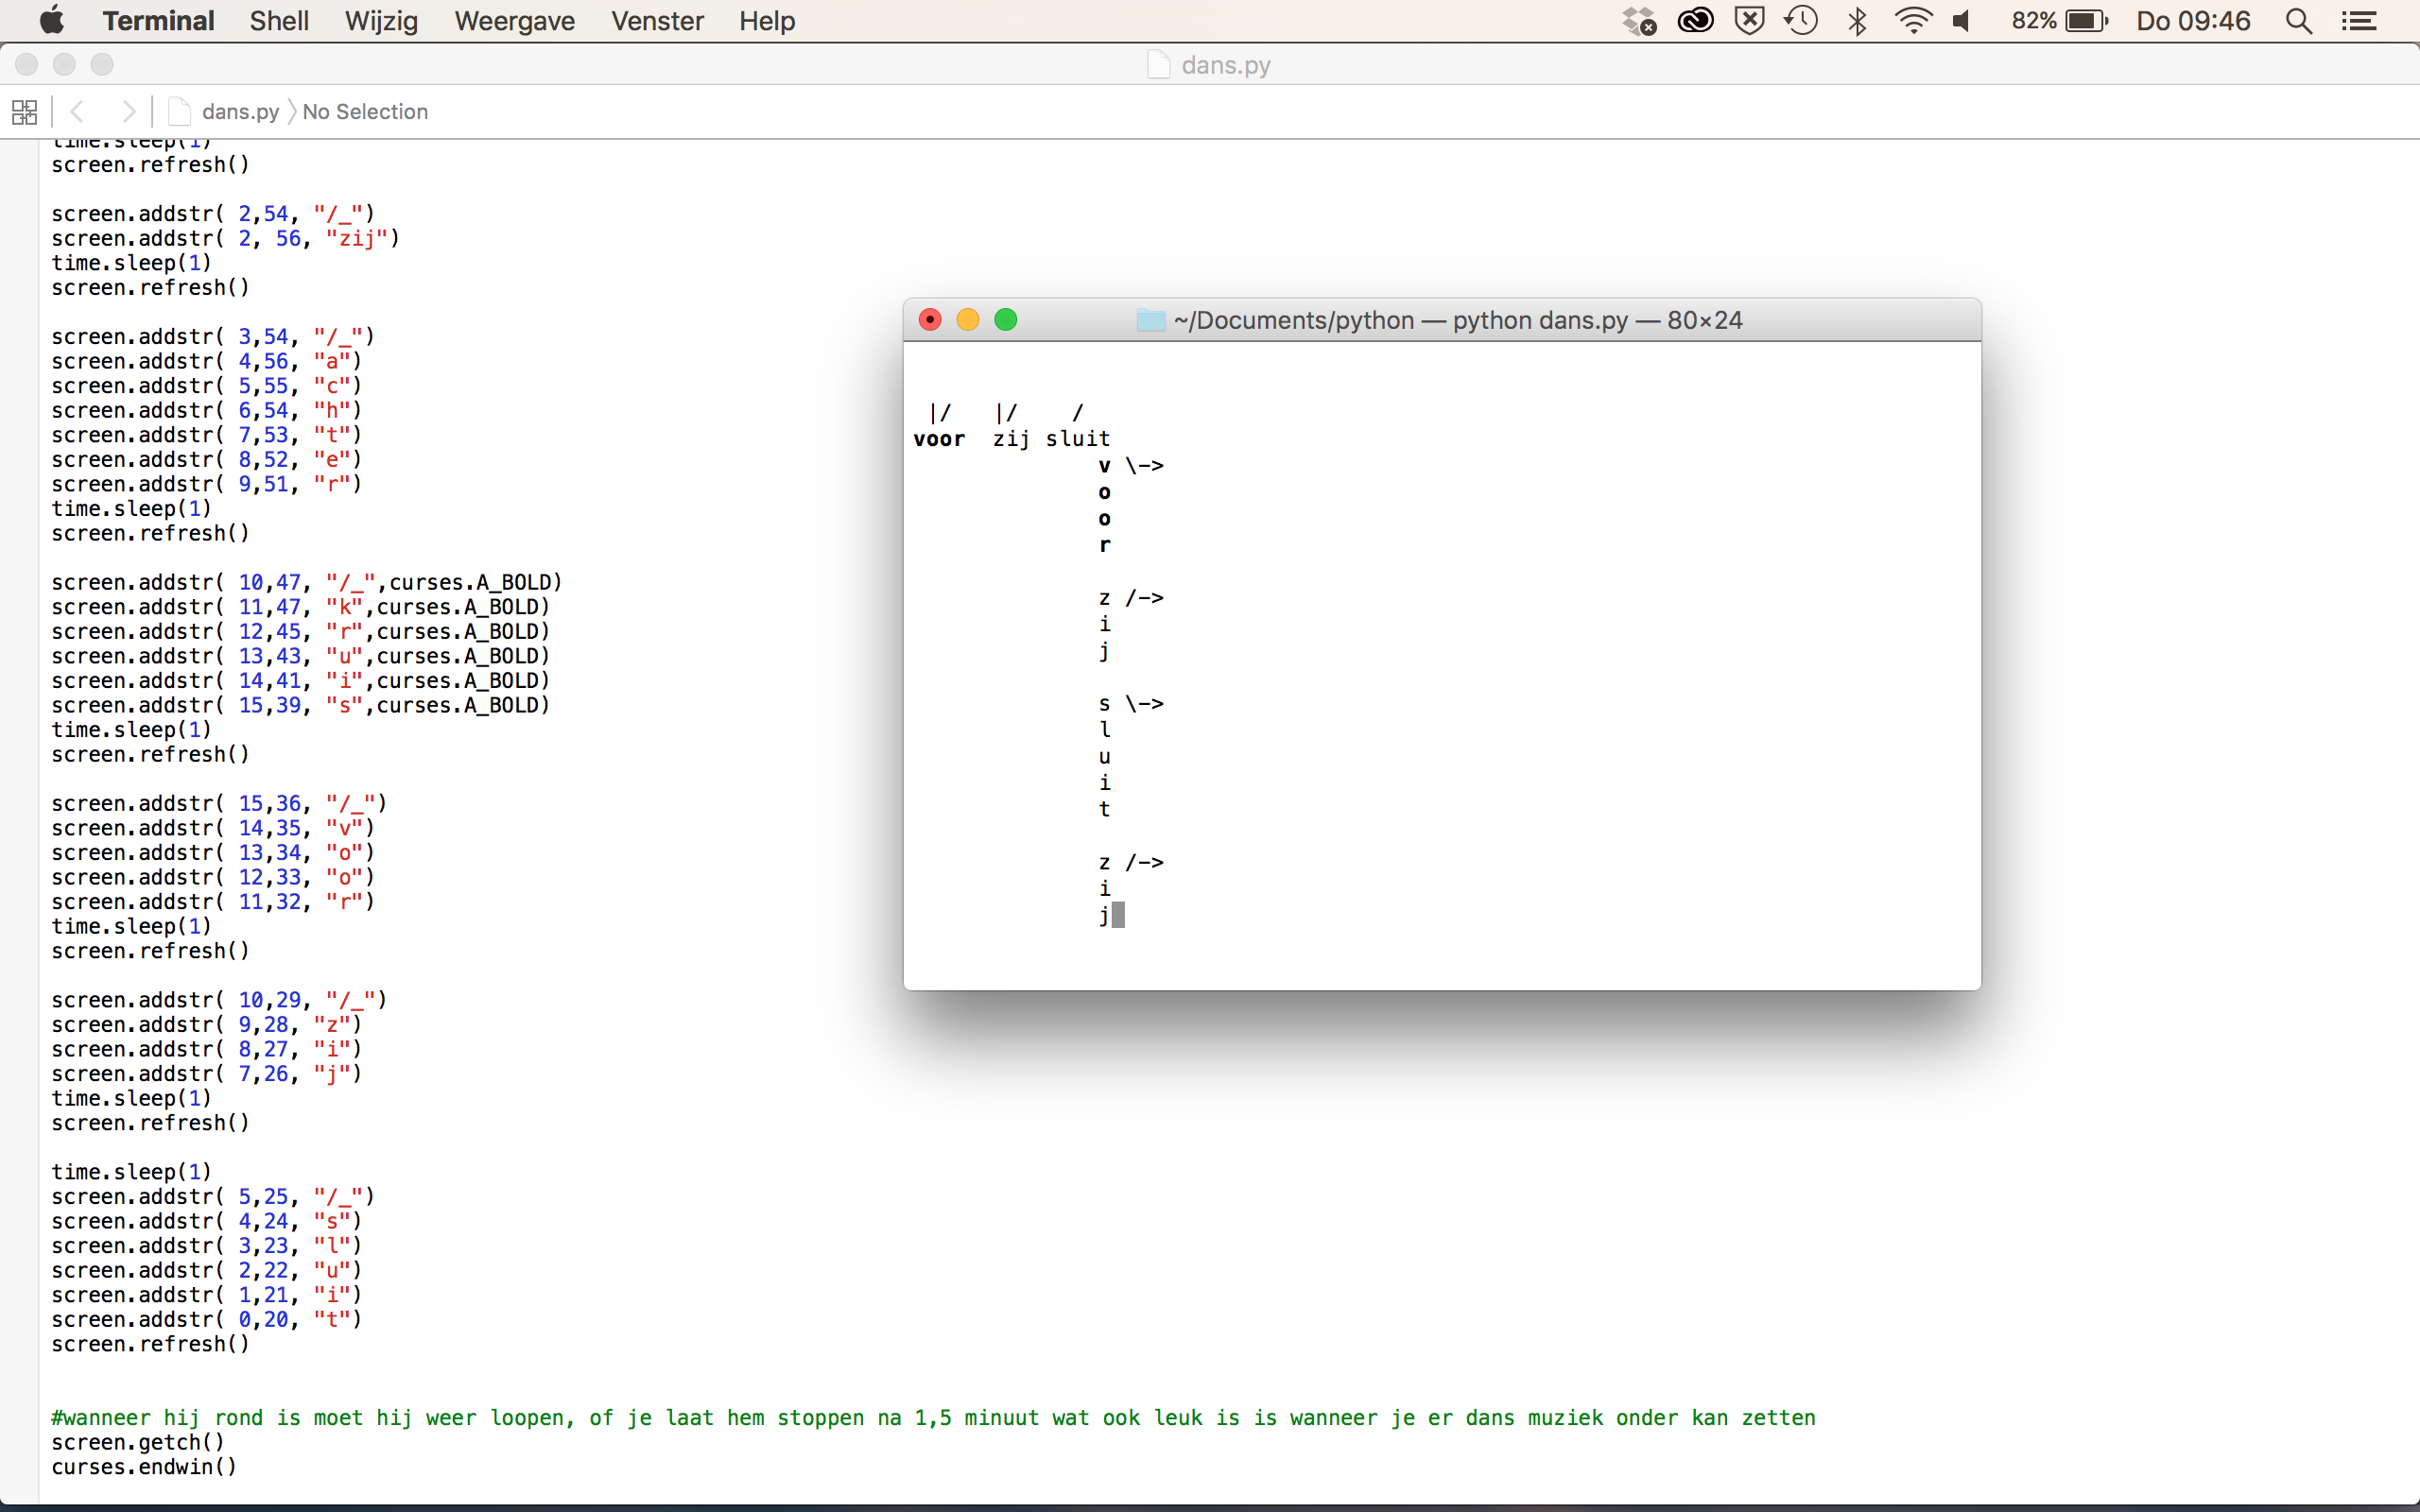 Terminal Shell Wijzig Weergave Venster Help 82% Do 09:46
dans.py
dans.py No Selection
time.sleep(1)
screen.refresh()
screen.addstr( 2,54, "/_")
screen.addstr( 2, 56, "zij")
time.sleep(1)
screen.refresh()
screen.addstr( 3,54, "/_")
screen.addstr( 4,56, "a")
screen.addstr( 5,55, "c")
screen.addstr( 6,54, "h")
screen.addstr( 7,53, "t")
screen.addstr( 8,52, "e")
screen.addstr( 9,51, "r")
time.sleep(1)
screen.refresh()
screen.addstr( 10,47, "/_",curses.A_BOLD)
screen.addstr( 11,47, "k",curses.A_BOLD)
screen.addstr( 12,45, "r",curses.A_BOLD)
screen.addstr( 13,43, "u",curses.A_BOLD)
screen.addstr( 14,41, "i",curses.A_BOLD)
screen.addstr( 15,39, "s",curses.A_BOLD)
time.sleep(1)
screen.refresh()
screen.addstr( 15,36, "/_")
screen.addstr( 14,35, "v")
screen.addstr( 13,34, "o")
screen.addstr( 12,33, "o")
screen.addstr( 11,32, "r")
time.sleep(1)
screen.refresh()
screen.addstr( 10,29, "/_")
screen.addstr( 9,28, "z")
screen.addstr( 8,27, "i")
screen.addstr( 7,26, "j")
time.sleep(1)
screen.refresh()
time.sleep(1)
screen.addstr( 5,25, "/_")
screen.addstr( 4,24, "s")
screen.addstr( 3,23, "l")
screen.addstr( 2,22, "u")
screen.addstr( 1,21, "i")
screen.addstr( 0,20, "t")
screen.refresh()
#wanneer hij rond is moet hij weer loopen, of je laat hem stoppen na 1,5 minuut wat ook leuk is is wanneer je er dans muziek onder kan zetten
screen.getch()
curses.endwin()
~/Documents/python — python dans.py — 80×24
|/ |/ /
voor zij sluit
v \->
o
o
r
z /->
i
j
s \->
l
u
i
t
z /->
i
j